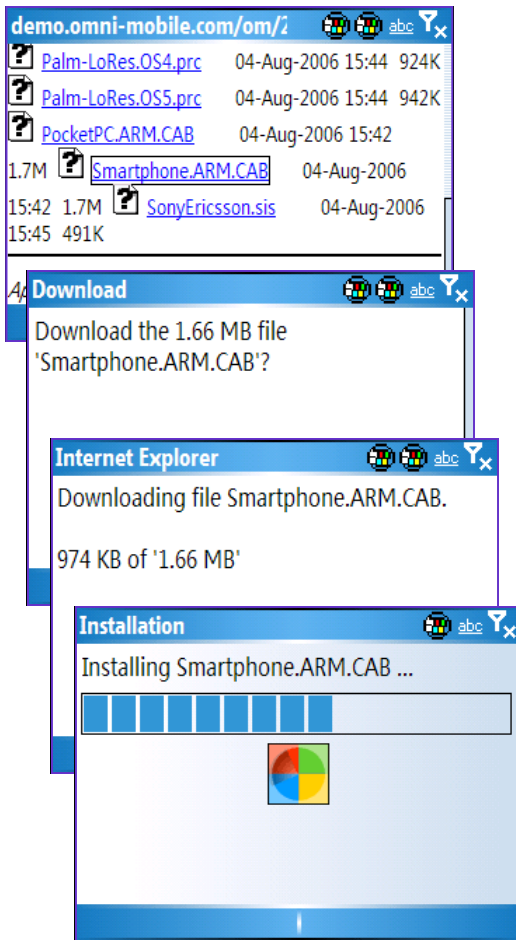 demo.omni-mobile.com/om/2 abc
Palm-LoRes.OS4.prc 04-Aug-2006 15:44 924K
Palm-LoRes.OS5.prc 04-Aug-2006 15:44 942K
PocketPC.ARM.CAB 04-Aug-2006 15:42
1.7M Smartphone.ARM.CAB 04-Aug-2006
15:42 1.7M SonyEricsson.sis 04-Aug-2006
15:45 491K
Download abc
Download the 1.66 MB file
'Smartphone.ARM.CAB'?
Internet Explorer abc
Downloading file Smartphone.ARM.CAB.
974 KB of '1.66 MB'
Installation abc
Installing Smartphone.ARM.CAB ...